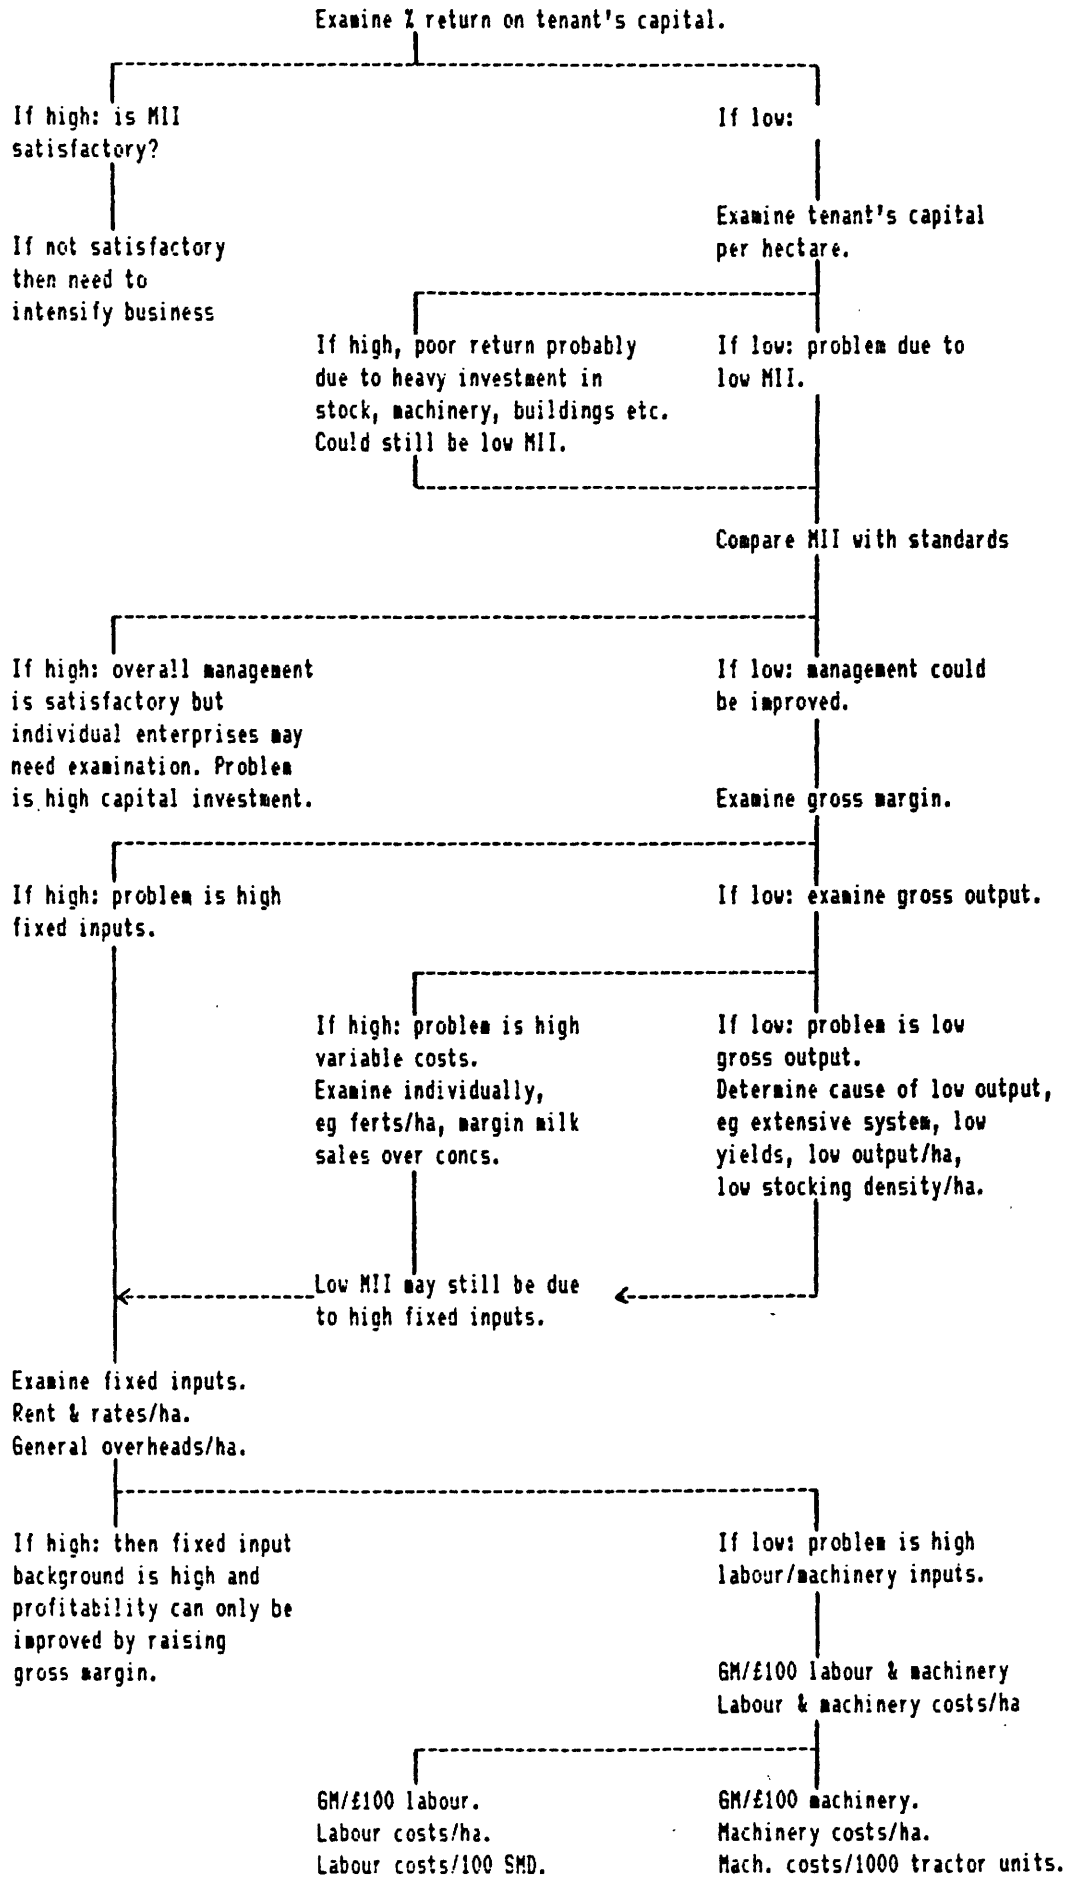 Examine % return on tenant's capital.
If high: is MII
satisfactory?
If low:
If not satisfactory
then need to
intensify business
Examine tenant's capital
per hectare.
If high, poor return probably
due to heavy investment in
stock, machinery, buildings etc.
Could still be low MII.
If low: problem due to
low MII.
Compare MII with standards
If high: overall management
is satisfactory but
individual enterprises may
need examination. Problem
is high capital investment.
If low: management could
be improved.
Examine gross margin.
If high: problem is high
fixed inputs.
If low: examine gross output.
If high: problem is high
variable costs.
Examine individually,
eg ferts/ha, margin milk
sales over concs.
If low: problem is low
gross output.
Determine cause of low output,
eg extensive system, low
yields, low output/ha,
low stocking density/ha.
Low MII may still be due
to high fixed inputs.
Examine fixed inputs.
Rent & rates/ha.
General overheads/ha.
If high: then fixed input
background is high and
profitability can only be
improved by raising
gross margin.
If low: problem is high
labour/machinery inputs.
GM/£100 labour & machinery
Labour & machinery costs/ha
GM/£100 labour.
Labour costs/ha.
Labour costs/100 SMD.
GM/£100 machinery.
Machinery costs/ha.
Mach. costs/1000 tractor units.